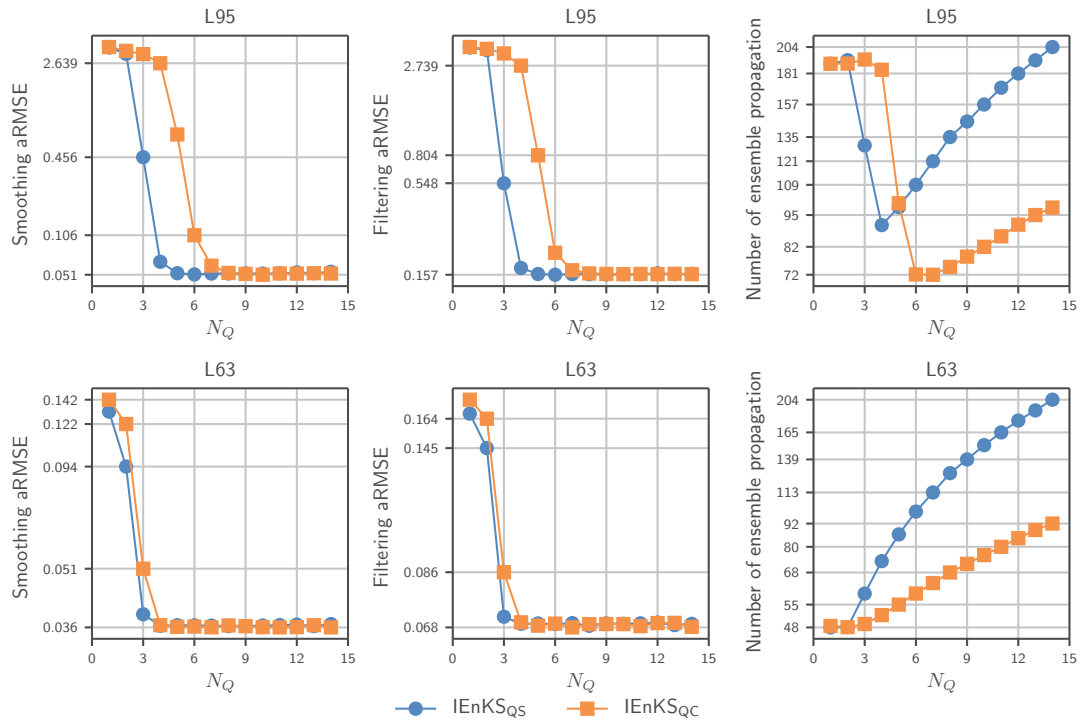 L95
Smoothing aRMSE
2.639
0.456
0.106
0.051
0 3 6 9 12 15
N_Q
L95
Filtering aRMSE
2.739
0.804
0.548
0.157
0 3 6 9 12 15
N_Q
L95
Number of ensemble propagation
204
181
157
135
121
109
95
82
72
0 3 6 9 12 15
N_Q
L63
Smoothing aRMSE
0.142
0.122
0.094
0.051
0.036
0 3 6 9 12 15
N_Q
L63
Filtering aRMSE
0.164
0.145
0.086
0.068
0 3 6 9 12 15
N_Q
L63
Number of ensemble propagation
204
165
139
113
92
80
68
55
48
0 3 6 9 12 15
N_Q
IEnKS_QS IEnKS_QC